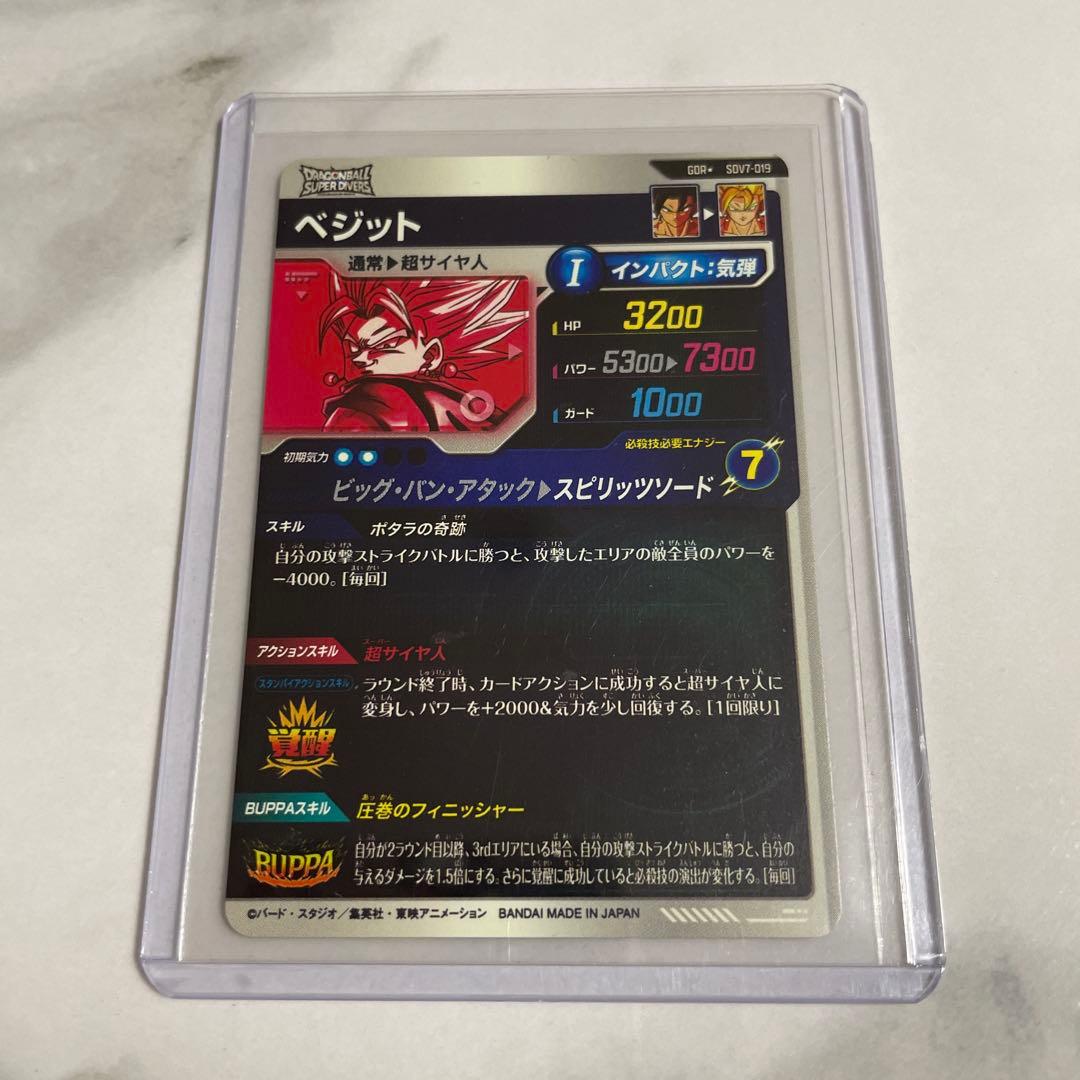 DRAGONBALL
SUPER DIVERS
GDR★ SDV7-019
ベジット
通常▶超サイヤ人
I インパクト:気弾
HP 3200
パワー 5300▶7300
ガード 1000
初期気力
必殺技必要エナジー
7
ビッグ・バン・アタック▶スピリッツソード
スキル ポタラの奇跡
自分の攻撃ストライクバトルに勝つと、攻撃したエリアの敵全員のパワーを
-4000。[毎回]
アクションスキル 超サイヤ人
スタンバイアクションスキル
ラウンド終了時、カードアクションに成功すると超サイヤ人に
変身し、パワーを+2000&気力を少し回復する。[1回限り]
覚醒
BUPPAスキル 圧巻のフィニッシャー
BUPPA
自分が2ラウンド目以降、3rdエリアにいる場合、自分の攻撃ストライクバトルに勝つと、自分の
与えるダメージを1.5倍にする。さらに覚醒に成功していると必殺技の演出が変化する。[毎回]
©バード・スタジオ/集英社・東映アニメーション BANDAI MADE IN JAPAN